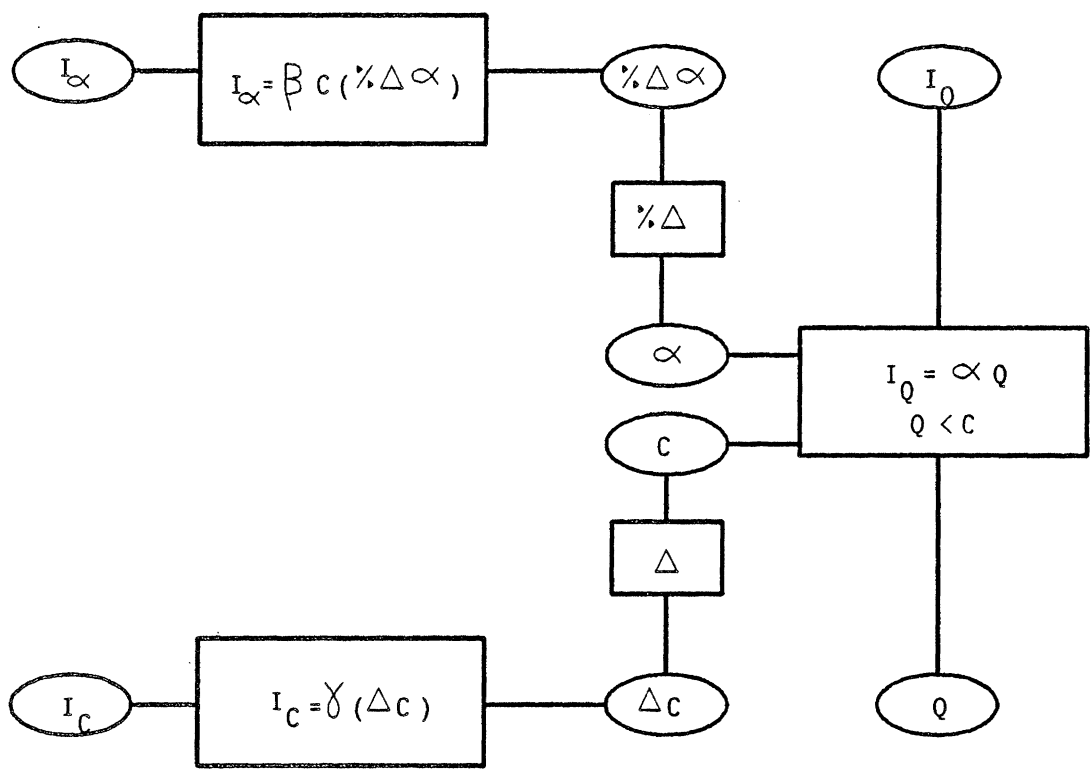 I_α
I_α = β C (%Δα)
%Δα
I_Q
%Δ
α
I_Q = α Q
Q < C
C
Δ
I_C = γ (ΔC)
I_C
ΔC
Q